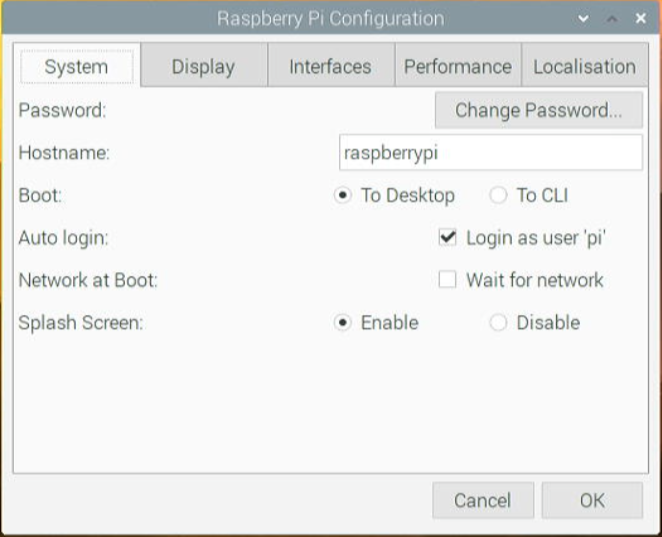 Raspberry Pi Configuration
System Display Interfaces Performance Localisation
Password: Change Password...
Hostname: raspberrypi
Boot: To Desktop To CLI
Auto login: Login as user 'pi'
Network at Boot: Wait for network
Splash Screen: Enable Disable
Cancel OK